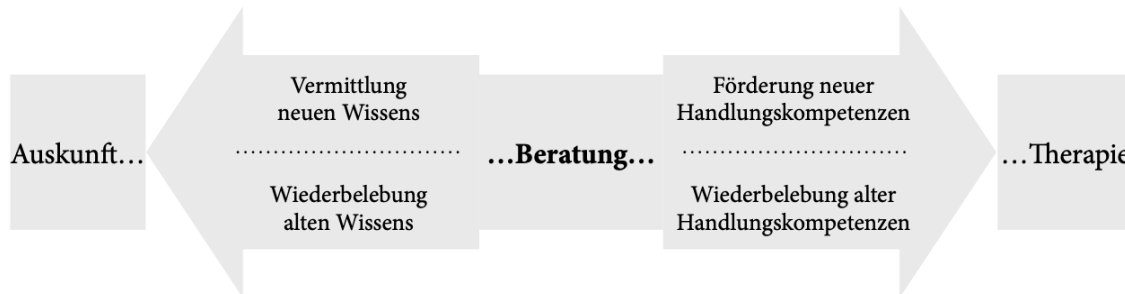 Auskunft…
Vermittlung
neuen Wissens
Wiederbelebung
alten Wissens
…Beratung…
Förderung neuer
Handlungskompetenzen
Wiederbelebung alter
Handlungskompetenzen
…Therapie